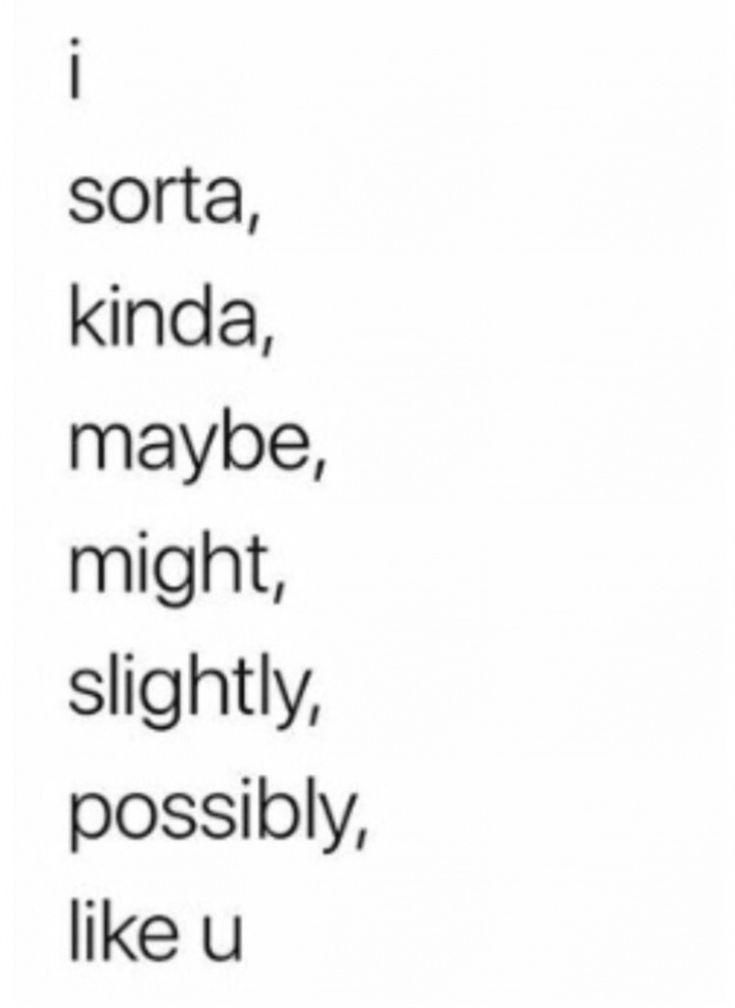 i
sorta,
kinda,
maybe,
might,
slightly,
possibly,
like u